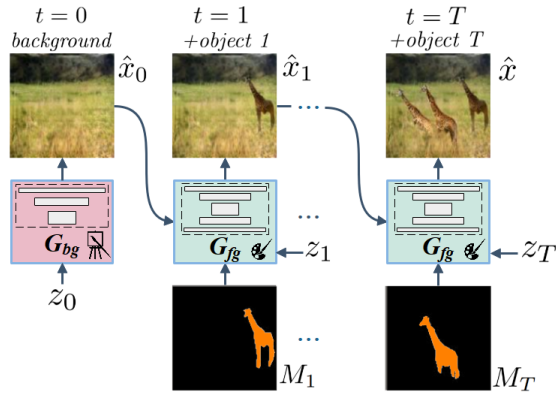 t = 0
background
t = 1
+object 1
t = T
+object T
x̂₀
x̂₁
...
x̂
G_bg
G_fg
...
G_fg
z₀
z₁
z_T
M₁
...
M_T